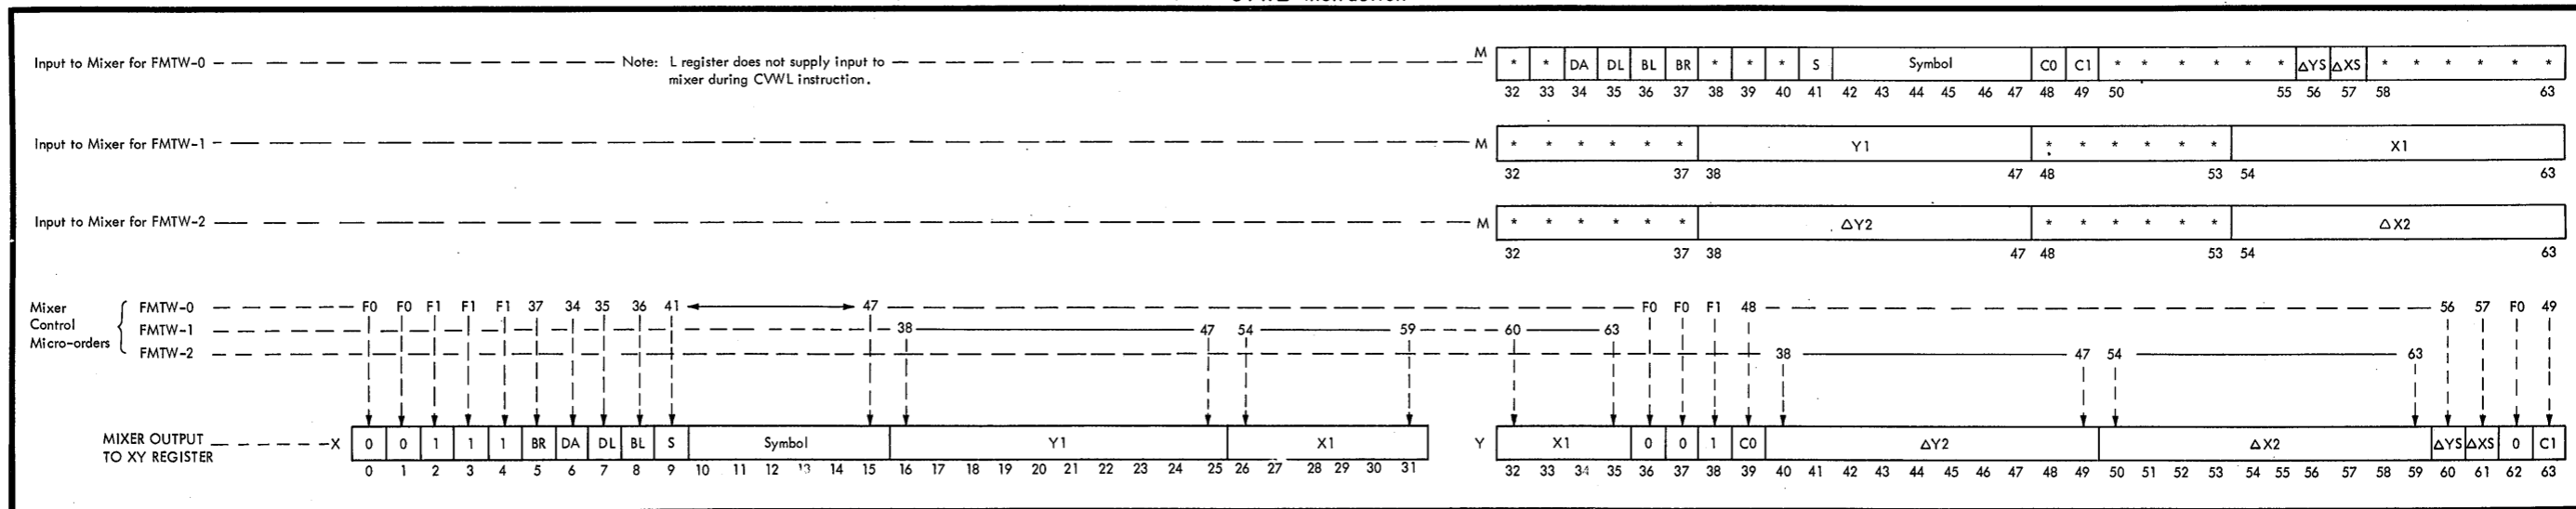 Input to Mixer for FMTW-0
Note: L register does not supply input to
mixer during CVWL instruction.
M * * DA DL BL BR * * * S Symbol C0 C1 * * * * * * ΔYS ΔXS * * * * * *
32 33 34 35 36 37 38 39 40 41 42 43 44 45 46 47 48 49 50 55 56 57 58 63
Input to Mixer for FMTW-1
M * * * * * * Y1 * * * * * * X1
32 37 38 47 48 53 54 63
Input to Mixer for FMTW-2
M * * * * * * ΔY2 * * * * * * ΔX2
32 37 38 47 48 53 54 63
Mixer
Control
Micro-orders
FMTW-0 F0 F0 F1 F1 F1 37 34 35 36 41 47 F0 F0 F1 48 56 57 F0 49
FMTW-1 38 47 54 59 60 63
FMTW-2 38 47 54 63
MIXER OUTPUT
TO XY REGISTER
X 0 0 1 1 1 BR DA DL BL S Symbol Y1 X1
0 1 2 3 4 5 6 7 8 9 10 11 12 13 14 15 16 17 18 19 20 21 22 23 24 25 26 27 28 29 30 31
Y X1 0 0 1 C0 ΔY2 ΔX2 ΔYS ΔXS 0 C1
32 33 34 35 36 37 38 39 40 41 42 43 44 45 46 47 48 49 50 51 52 53 54 55 56 57 58 59 60 61 62 63